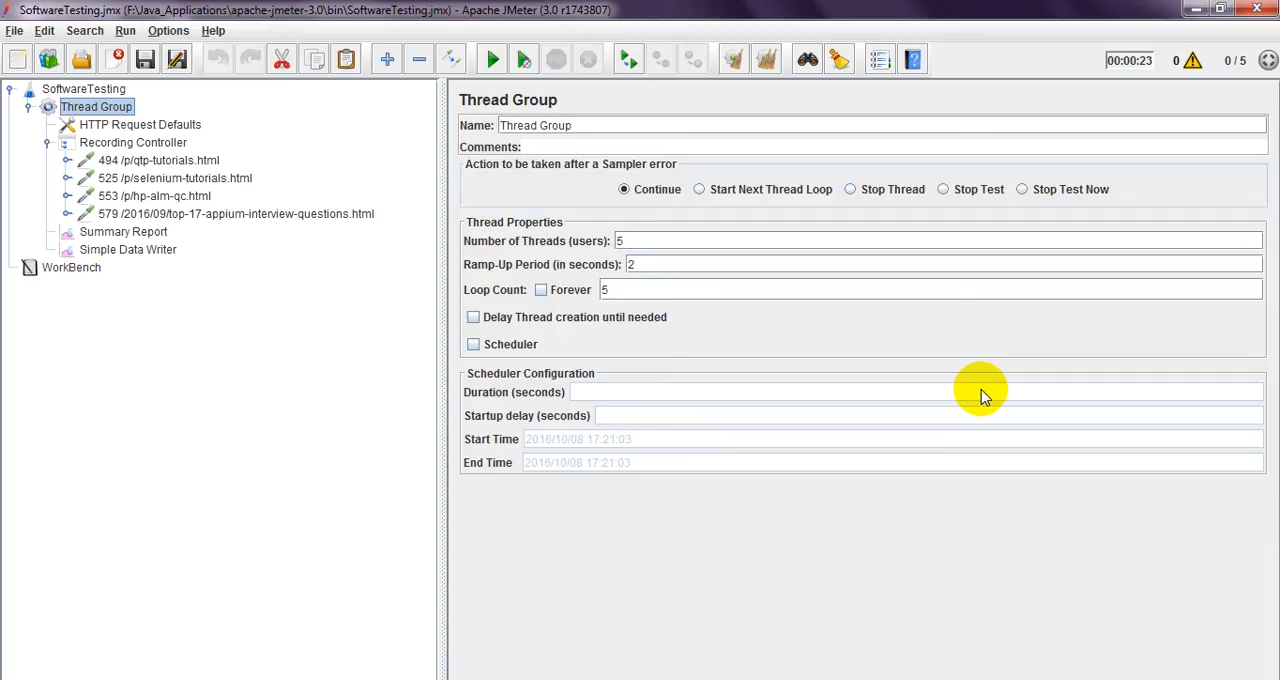 SoftwareTesting.jmx (F:\Java_Applications\apache-jmeter-3.0\bin\SoftwareTesting.jmx) - Apache JMeter (3.0 r1743807)
File Edit Search Run Options Help
00:00:23 0 0 / 5
SoftwareTesting
Thread Group
HTTP Request Defaults
Recording Controller
494 /p/qtp-tutorials.html
525 /p/selenium-tutorials.html
553 /p/hp-alm-qc.html
579 /2016/09/top-17-appium-interview-questions.html
Summary Report
Simple Data Writer
WorkBench
Thread Group
Name: Thread Group
Comments:
Action to be taken after a Sampler error
Continue Start Next Thread Loop Stop Thread Stop Test Stop Test Now
Thread Properties
Number of Threads (users): 5
Ramp-Up Period (in seconds): 2
Loop Count: Forever 5
Delay Thread creation until needed
Scheduler
Scheduler Configuration
Duration (seconds)
Startup delay (seconds)
Start Time 2016/10/08 17:21:03
End Time 2016/10/08 17:21:03